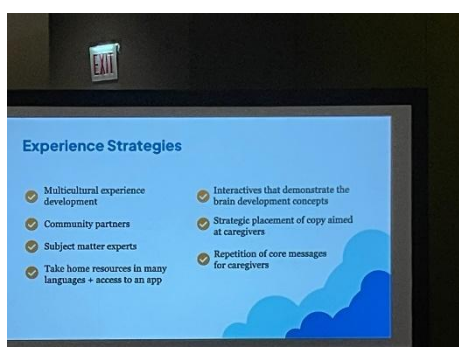 EXIT
Experience Strategies
Multicultural experience
development
Community partners
Subject matter experts
Take home resources in many
languages + access to an app
Interactives that demonstrate the
brain development concepts
Strategic placement of copy aimed
at caregivers
Repetition of core messages
for caregivers